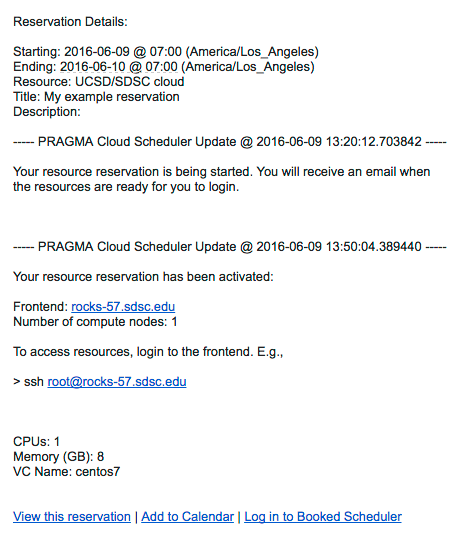 Reservation Details:
Starting: 2016-06-09 @ 07:00 (America/Los_Angeles)
Ending: 2016-06-10 @ 07:00 (America/Los_Angeles)
Resource: UCSD/SDSC cloud
Title: My example reservation
Description:
----- PRAGMA Cloud Scheduler Update @ 2016-06-09 13:20:12.703842 -----
Your resource reservation is being started. You will receive an email when
the resources are ready for you to login.
----- PRAGMA Cloud Scheduler Update @ 2016-06-09 13:50:04.389440 -----
Your resource reservation has been activated:
Frontend: rocks-57.sdsc.edu
Number of compute nodes: 1
To access resources, login to the frontend. E.g.,
> ssh root@rocks-57.sdsc.edu
CPUs: 1
Memory (GB): 8
VC Name: centos7
View this reservation | Add to Calendar | Log in to Booked Scheduler